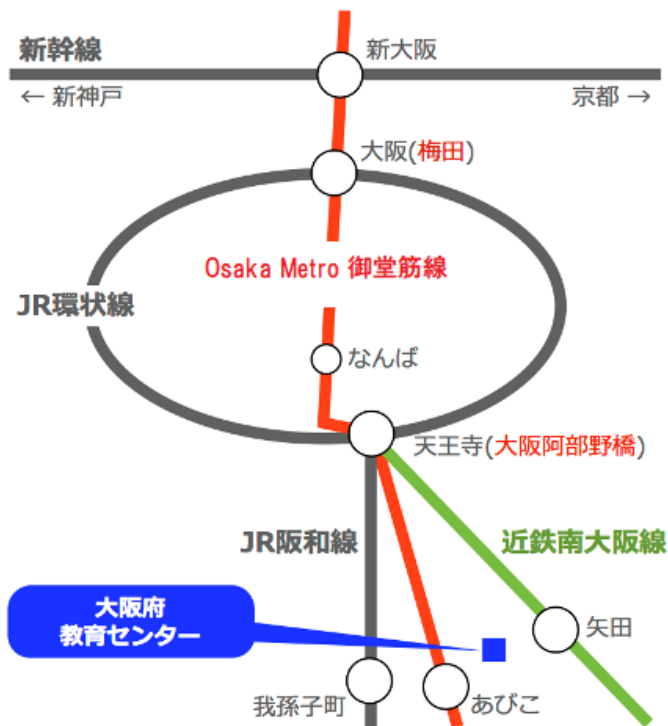 新幹線
新大阪
← 新神戸
京都 →
大阪(梅田)
Osaka Metro 御堂筋線
JR環状線
なんば
天王寺(大阪阿部野橋)
JR阪和線
近鉄南大阪線
大阪府
教育センター
矢田
我孫子町
あびこ